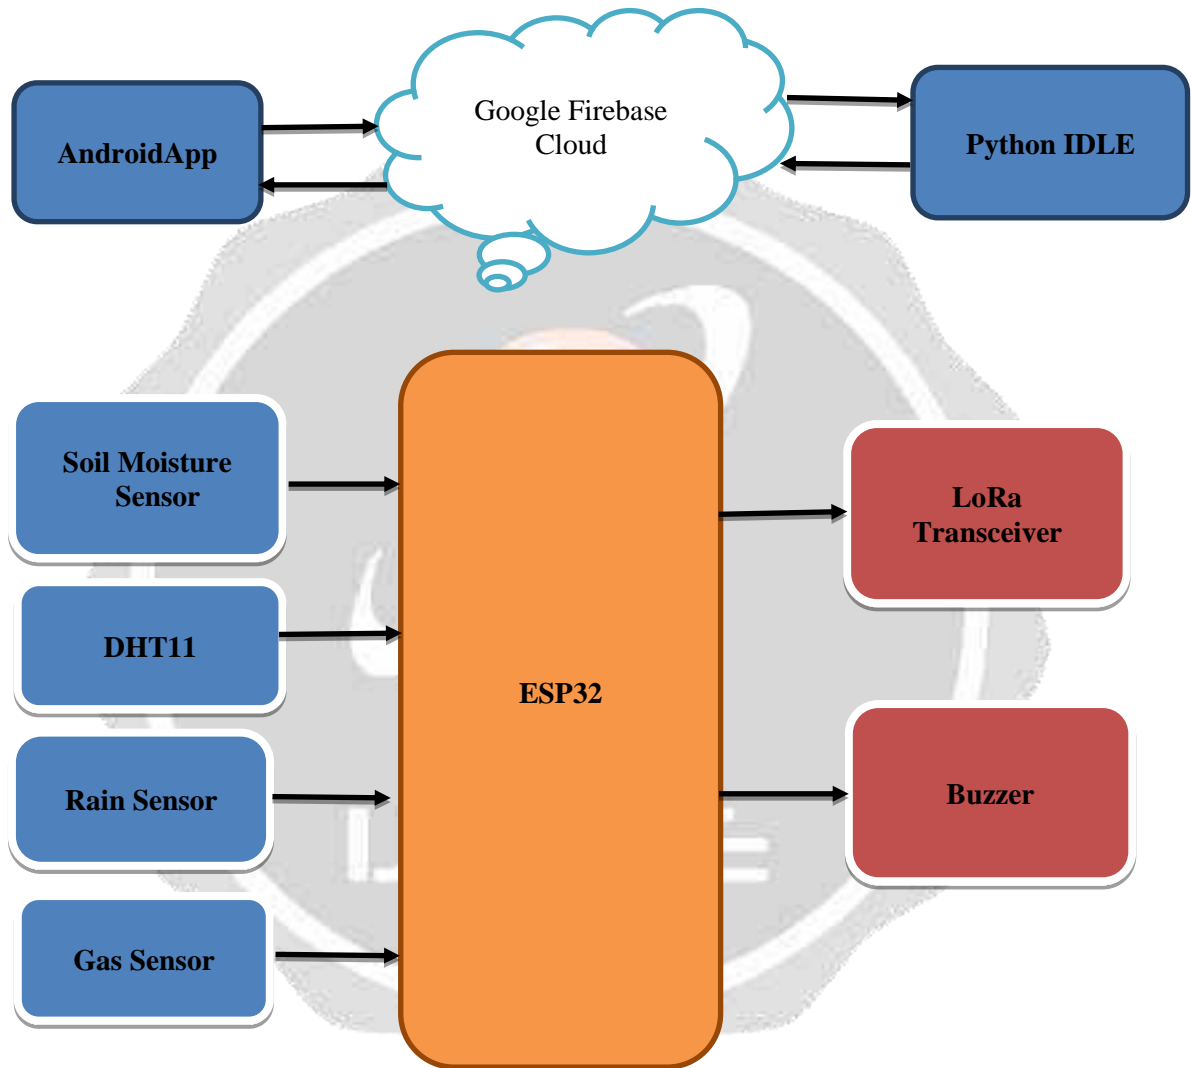 Google Firebase
Cloud
AndroidApp
Python IDLE
Soil Moisture
Sensor
LoRa
Transceiver
DHT11
ESP32
Rain Sensor
Buzzer
Gas Sensor